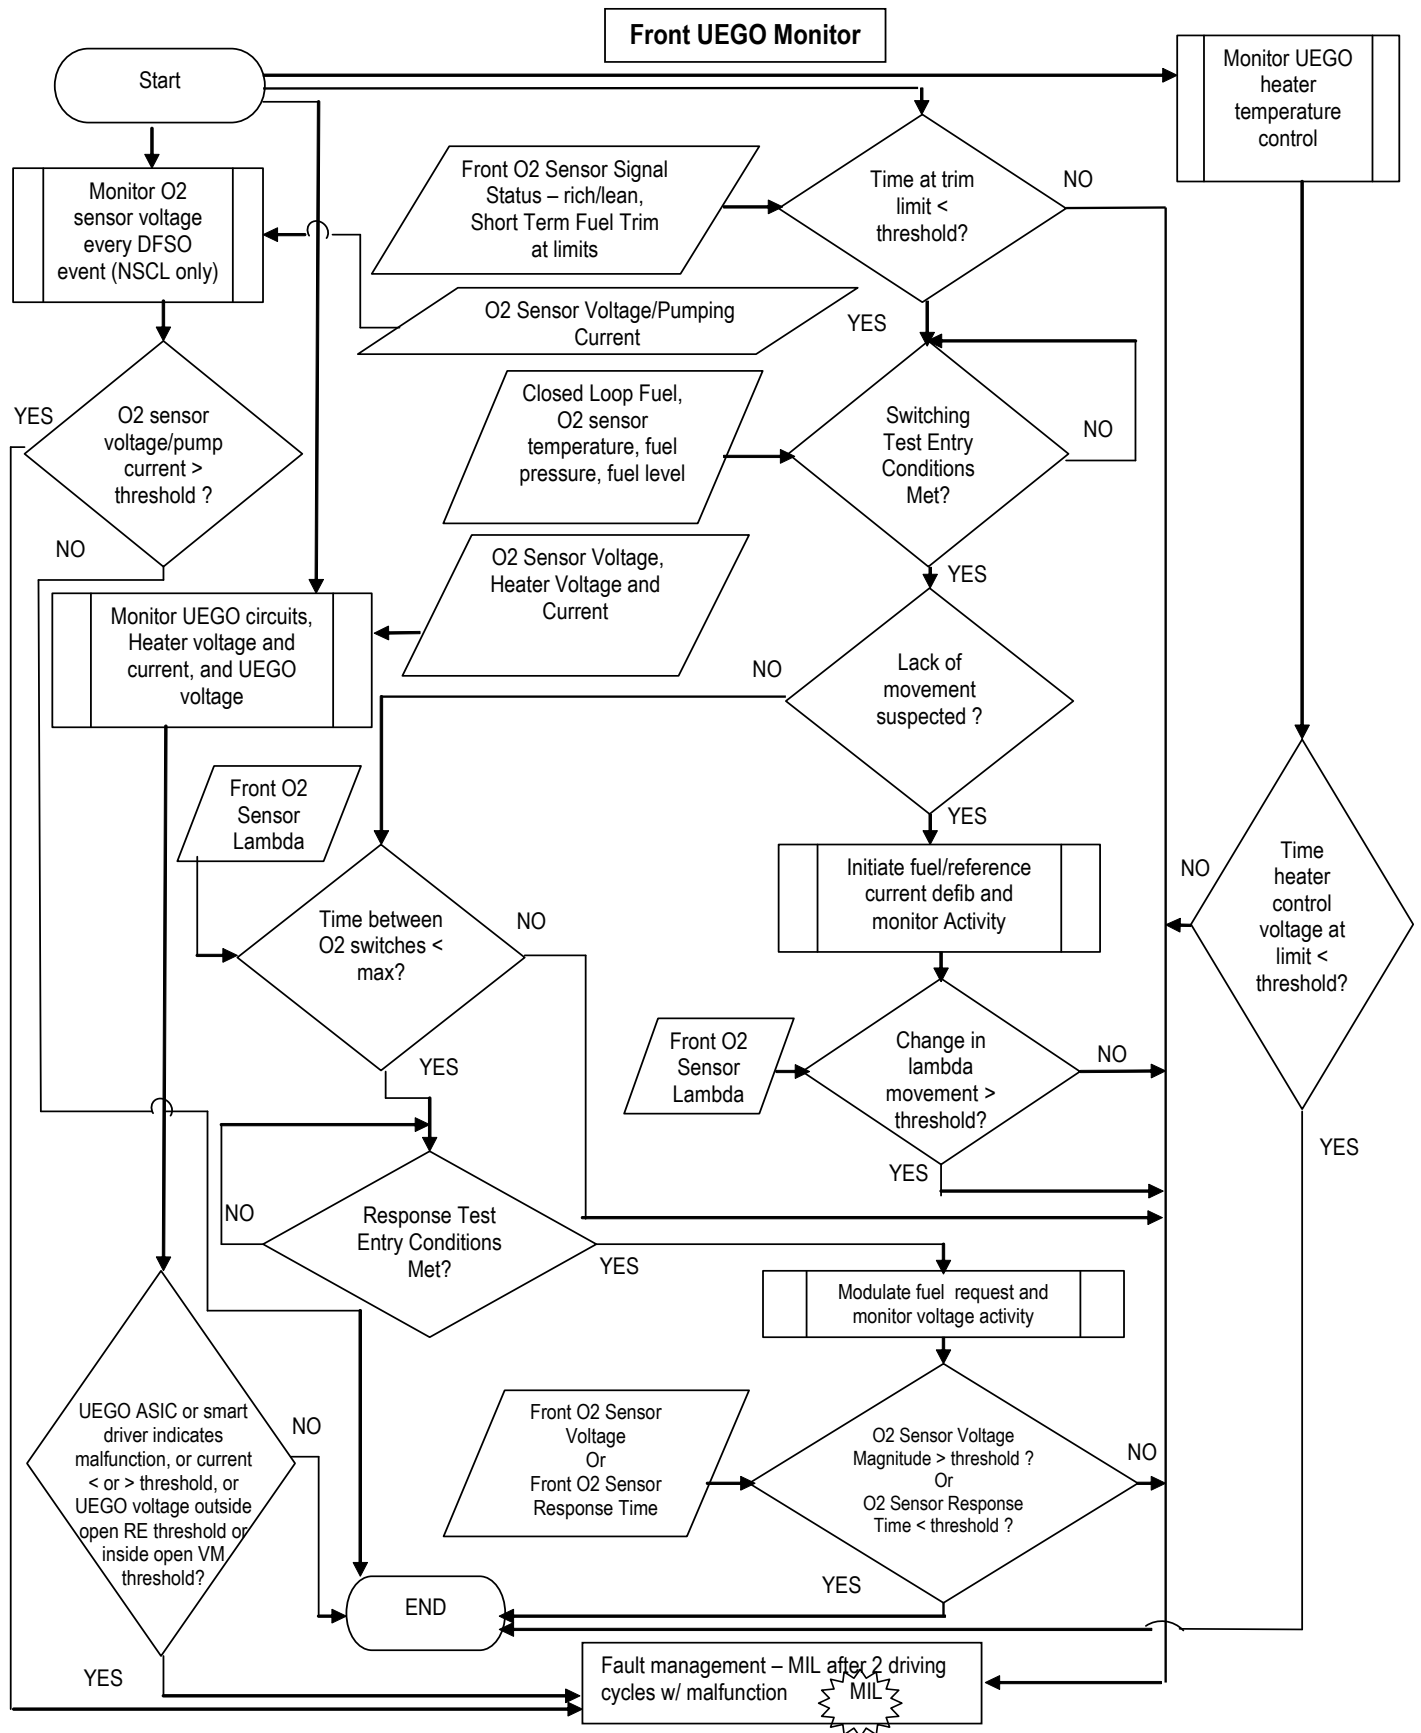 Front UEGO Monitor
Start
Monitor UEGO
heater
temperature
control
Monitor O2
sensor voltage
every DFSO
event (NSCL only)
Front O2 Sensor Signal
Status – rich/lean,
Short Term Fuel Trim
at limits
Time at trim
limit <
threshold?
NO
YES
O2 Sensor Voltage/Pumping
Current
YES
O2 sensor
voltage/pump
current >
threshold ?
NO
Closed Loop Fuel,
O2 sensor
temperature, fuel
pressure, fuel level
Switching
Test Entry
Conditions
Met?
NO
YES
O2 Sensor Voltage,
Heater Voltage and
Current
Monitor UEGO circuits,
Heater voltage and
current, and UEGO
voltage
NO
Lack of
movement
suspected ?
YES
Front O2
Sensor
Lambda
Time between
O2 switches <
max?
NO
YES
Initiate fuel/reference
current defib and
monitor Activity
NO
Time
heater
control
voltage at
limit <
threshold?
YES
Front O2
Sensor
Lambda
Change in
lambda
movement >
threshold?
NO
YES
NO
Response Test
Entry Conditions
Met?
YES
Modulate fuel request and
monitor voltage activity
UEGO ASIC or smart
driver indicates
malfunction, or current
< or > threshold, or
UEGO voltage outside
open RE threshold or
inside open VM
threshold?
NO
YES
Front O2 Sensor
Voltage
Or
Front O2 Sensor
Response Time
O2 Sensor Voltage
Magnitude > threshold ?
Or
O2 Sensor Response
Time < threshold ?
NO
YES
END
Fault management – MIL after 2 driving
cycles w/ malfunction
MIL